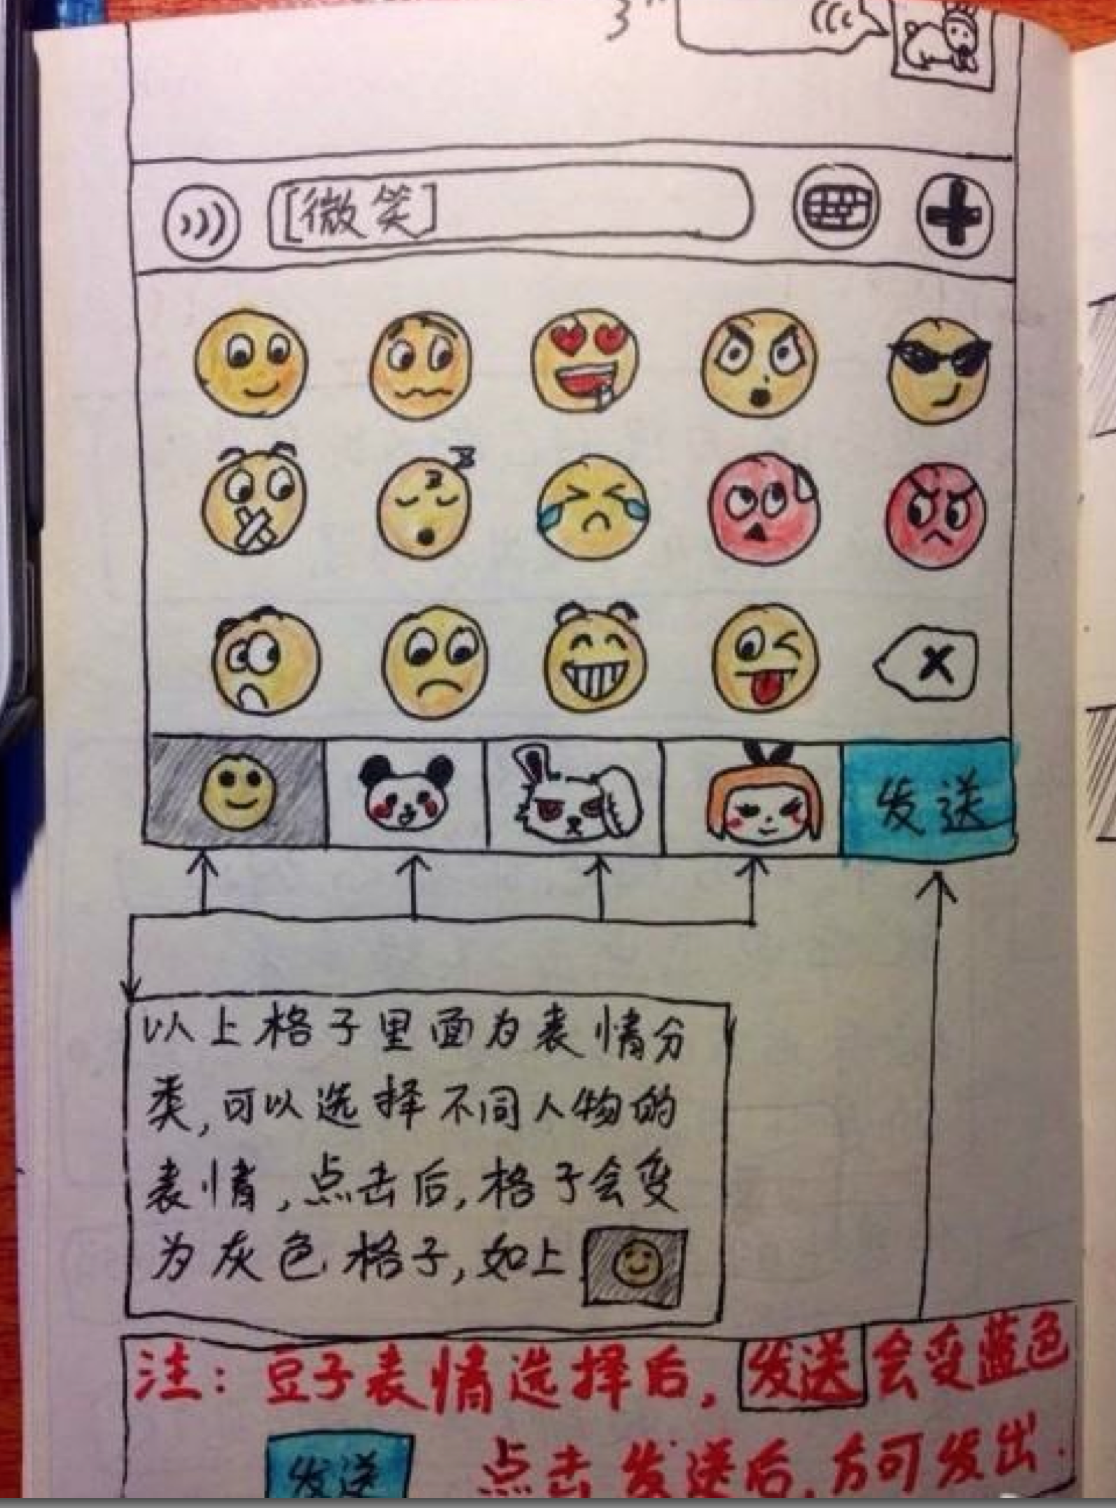 3"
[微笑]
z
z
发送
以上格子里面为表情分
类,可以选择不同人物的
表情,点击后,格子会变
为灰色格子,如上
注:豆子表情选择后,发送会变蓝色
发送 点击发送后,方可发出.